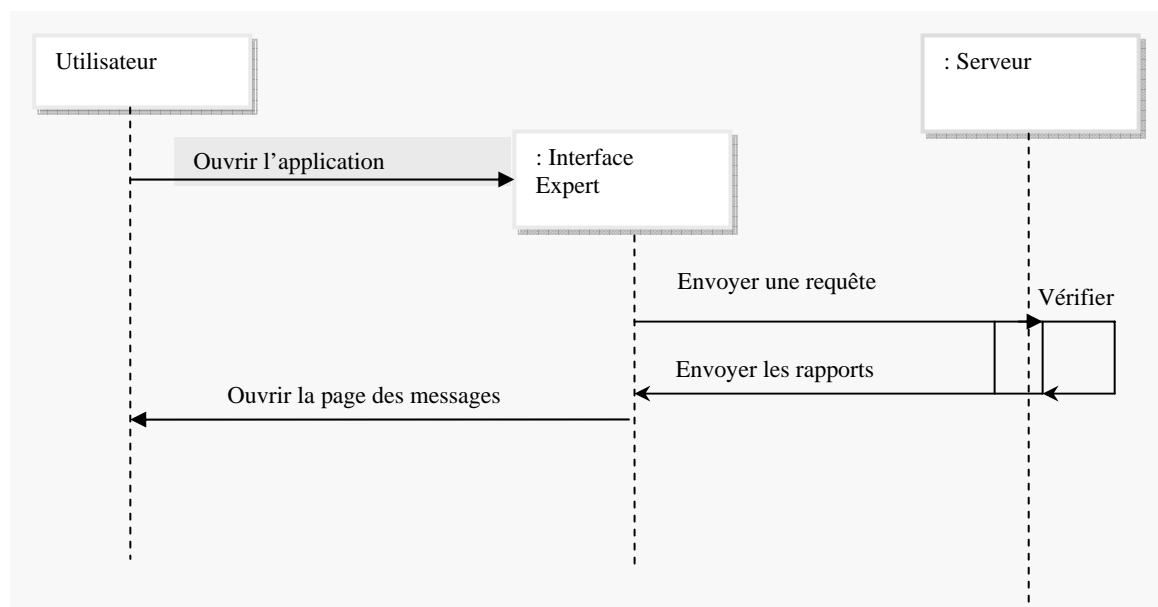 Utilisateur
: Serveur
Ouvrir l’application
: Interface
Expert
Envoyer une requête
Vérifier
Envoyer les rapports
Ouvrir la page des messages